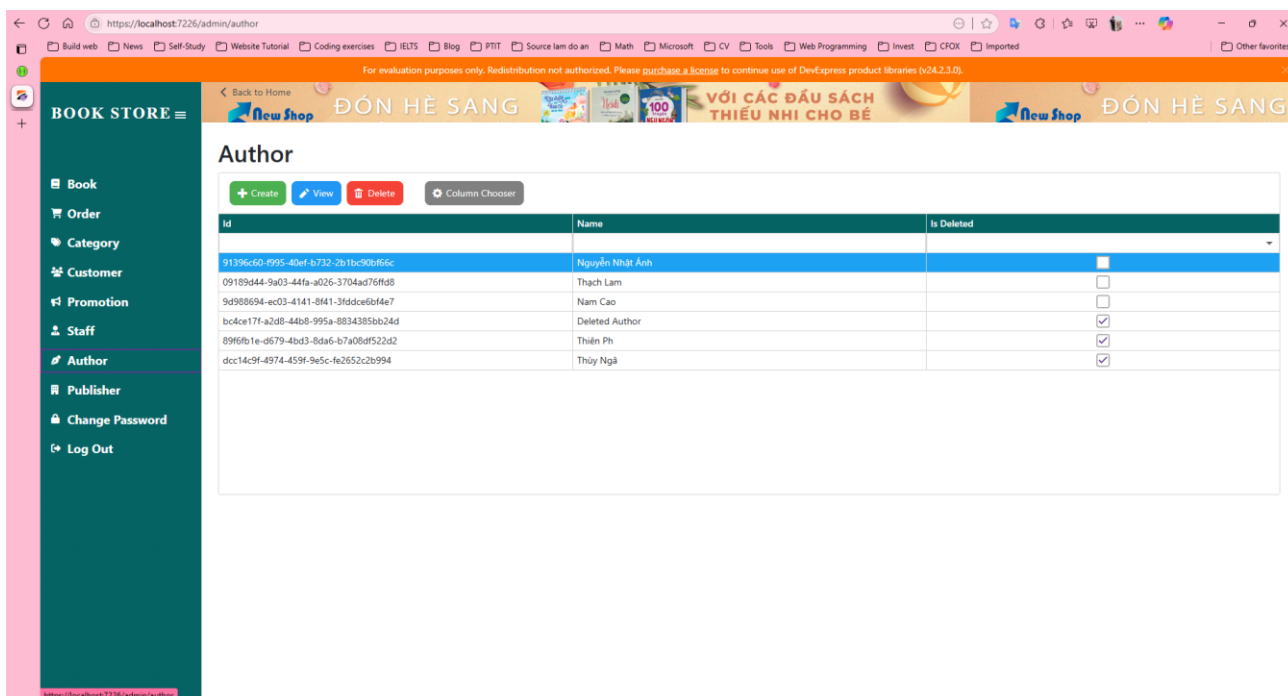 https://localhost:7226/admin/author
Build web News Self-Study Website Tutorial Coding exercises IELTS Blog PTIT Source lam do an Math Microsoft CV Tools Web Programming Invest CFOX Imported Other favorites
For evaluation purposes only. Redistribution not authorized. Please purchase a license to continue use of DevExpress product libraries (v24.2.3.0).
BOOK STORE
Back to Home
New Shop ĐÓN HÈ SANG 100 VỚI CÁC ĐẦU SÁCH THIẾU NHI CHO BÉ New Shop ĐÓN HÈ SANG
Author
Create View Delete Column Chooser
Id Name Is Deleted
91396c60-f995-40ef-b732-2b1bc90bf66c Nguyễn Nhật Ánh
09189d44-9a03-44fa-a026-3704ad76ffd8 Thạch Lam
9d988694-ec03-4141-8f41-3fddce6bf4e7 Nam Cao
bc4ce17f-a2d8-44b8-995a-8834385bb24d Deleted Author
89f6fb1e-d679-4bd3-8da6-b7a08df522d2 Thiên Ph
dcc14c9f-4974-459f-9e5c-fe2652c2b994 Thùy Ngâ
Book
Order
Category
Customer
Promotion
Staff
Author
Publisher
Change Password
Log Out
https://localhost:7226/admin/author